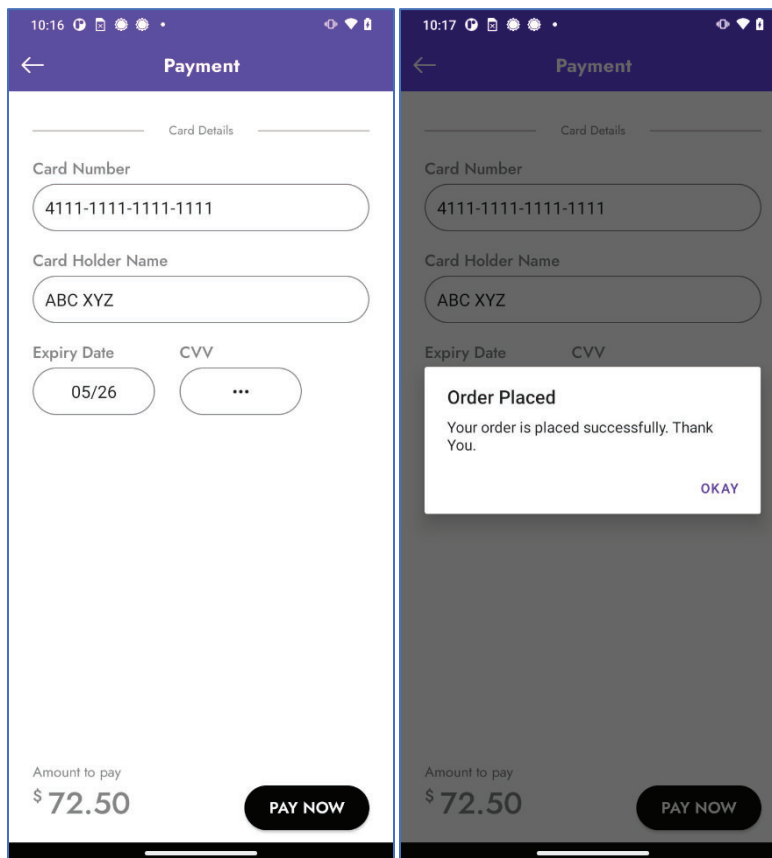 10:16
Payment
Card Details
Card Number
4111-1111-1111-1111
Card Holder Name
ABC XYZ
Expiry Date CVV
05/26 •••
Amount to pay
$ 72.50 PAY NOW
10:17
Payment
Card Details
Card Number
4111-1111-1111-1111
Card Holder Name
ABC XYZ
Expiry Date CVV
Order Placed
Your order is placed successfully. Thank
You.
OKAY
Amount to pay
$ 72.50 PAY NOW